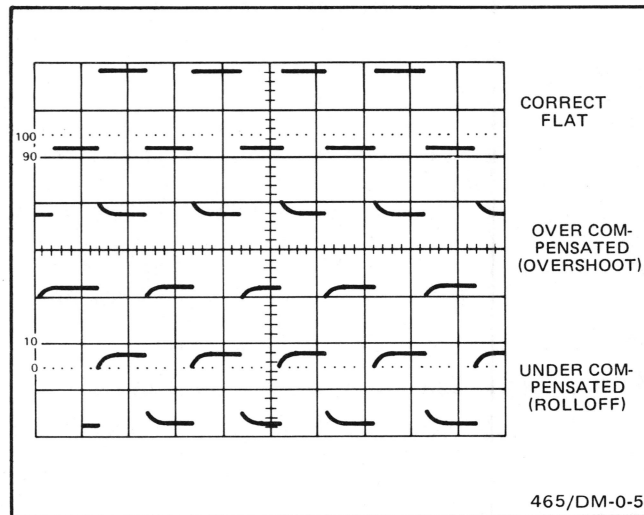 CORRECT
FLAT
100
90
OVER COM-
PENSATED
(OVERSHOOT)
10
0
UNDER COM-
PENSATED
(ROLLOFF)
465/DM-0-5